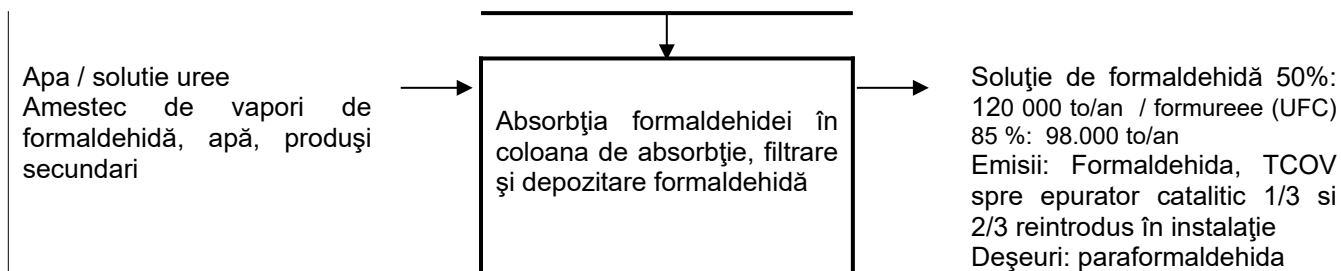 Apa / solutie uree
Amestec de vapori de
formaldehidă, apă, produşi
secundari
Absorbţia formaldehidei în
coloana de absorbţie, filtrare
şi depozitare formaldehidă
Soluţie de formaldehidă 50%:
120 000 to/an / formureee (UFC)
85 %: 98.000 to/an
Emisii: Formaldehida, TCOV
spre epurator catalitic 1/3 si
2/3 reintrodus în instalaţie
Deşeuri: paraformaldehida